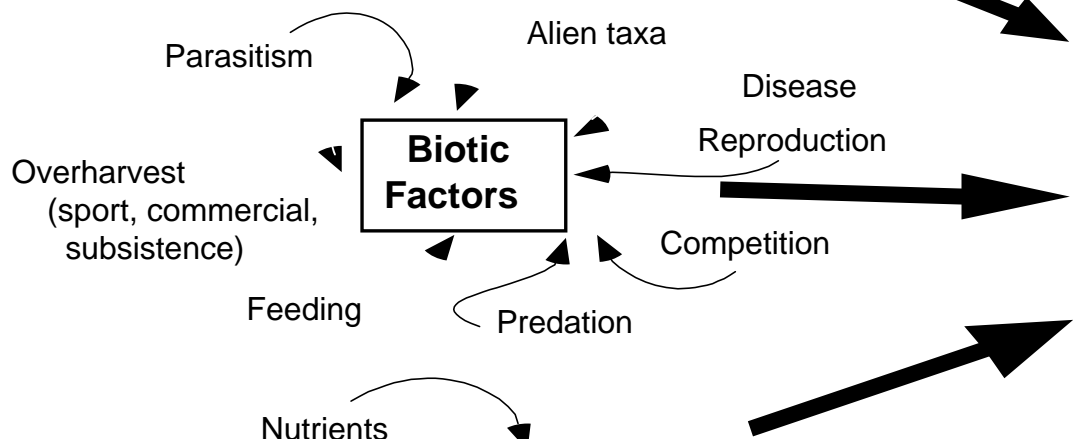 Alien taxa
Parasitism
Disease
Reproduction
Biotic
Factors
Overharvest
(sport, commercial,
subsistence)
Competition
Feeding
Predation
Nutrients